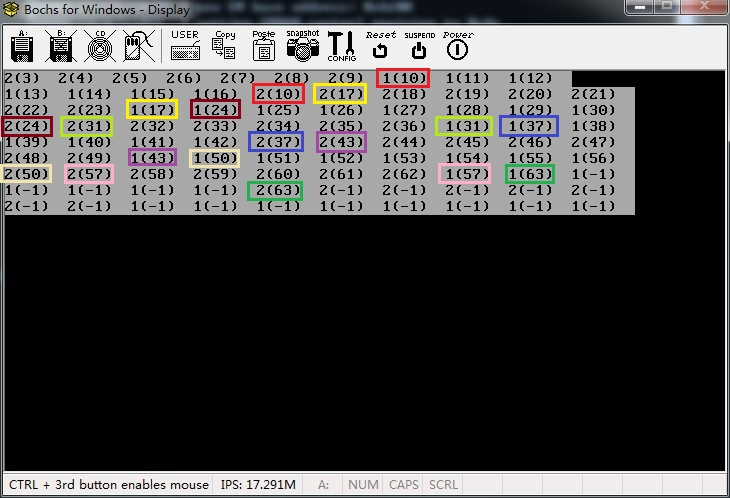 Bochs for Windows - Display
A: B: CD USER Copy Paste Snapshot CONFIG Reset SUSPEND Power
2(3) 2(4) 2(5) 2(6) 2(7) 2(8) 2(9) 1(10) 1(11) 1(12)
1(13) 1(14) 1(15) 1(16) 2(10) 2(17) 2(18) 2(19) 2(20) 2(21)
2(22) 2(23) 1(17) 1(24) 1(25) 1(26) 1(27) 1(28) 1(29) 1(30)
2(24) 2(31) 2(32) 2(33) 2(34) 2(35) 2(36) 1(31) 1(37) 1(38)
1(39) 1(40) 1(41) 1(42) 2(37) 2(43) 2(44) 2(45) 2(46) 2(47)
2(48) 2(49) 1(43) 1(50) 1(51) 1(52) 1(53) 1(54) 1(55) 1(56)
2(50) 2(57) 2(58) 2(59) 2(60) 2(61) 2(62) 1(57) 1(63) 1(-1)
1(-1) 1(-1) 1(-1) 1(-1) 2(63) 2(-1) 2(-1) 2(-1) 2(-1) 2(-1)
2(-1) 2(-1) 1(-1) 1(-1) 1(-1) 1(-1) 1(-1) 1(-1) 1(-1) 1(-1)
CTRL + 3rd button enables mouse IPS: 17.291M A: NUM CAPS SCRL